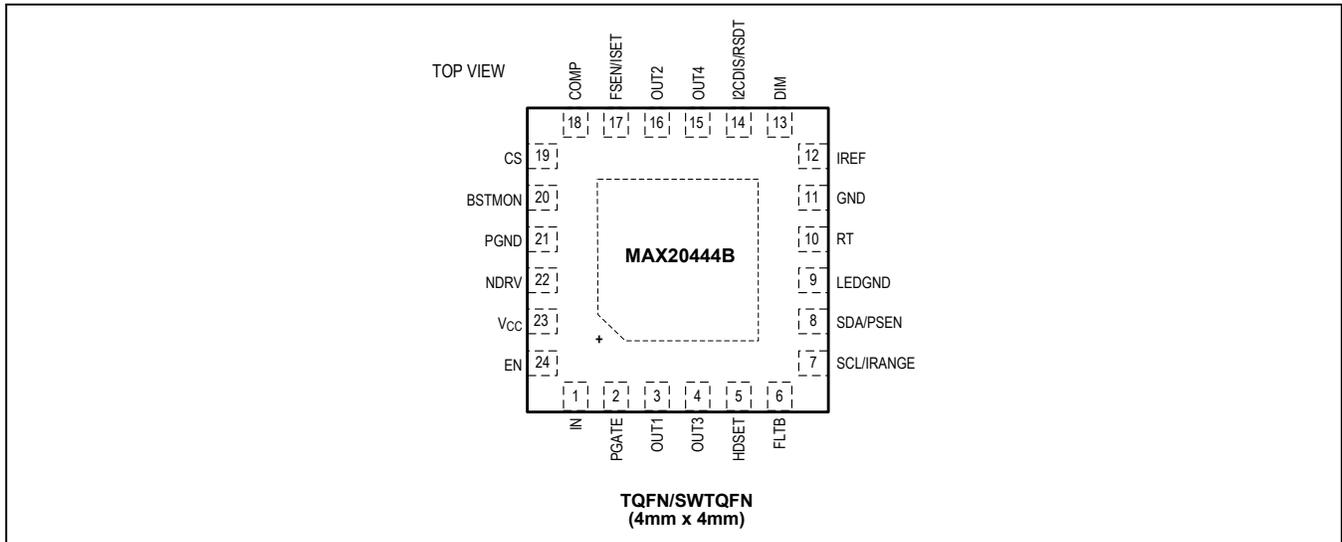 TOP VIEW
COMP
FSEN/ISET
OUT2
OUT4
I2CDIS/RSDT
DIM
18
17
16
15
14
13
CS 19
12 IREF
BSTMON 20
11 GND
PGND 21
10 RT
MAX20444B
NDRV 22
9 LEDGND
VCC 23
8 SDA/PSEN
+
EN 24
7 SCL/IRANGE
1
2
3
4
5
6
IN
PGATE
OUT1
OUT3
HDSET
FLTB
TQFN/SWTQFN
(4mm x 4mm)